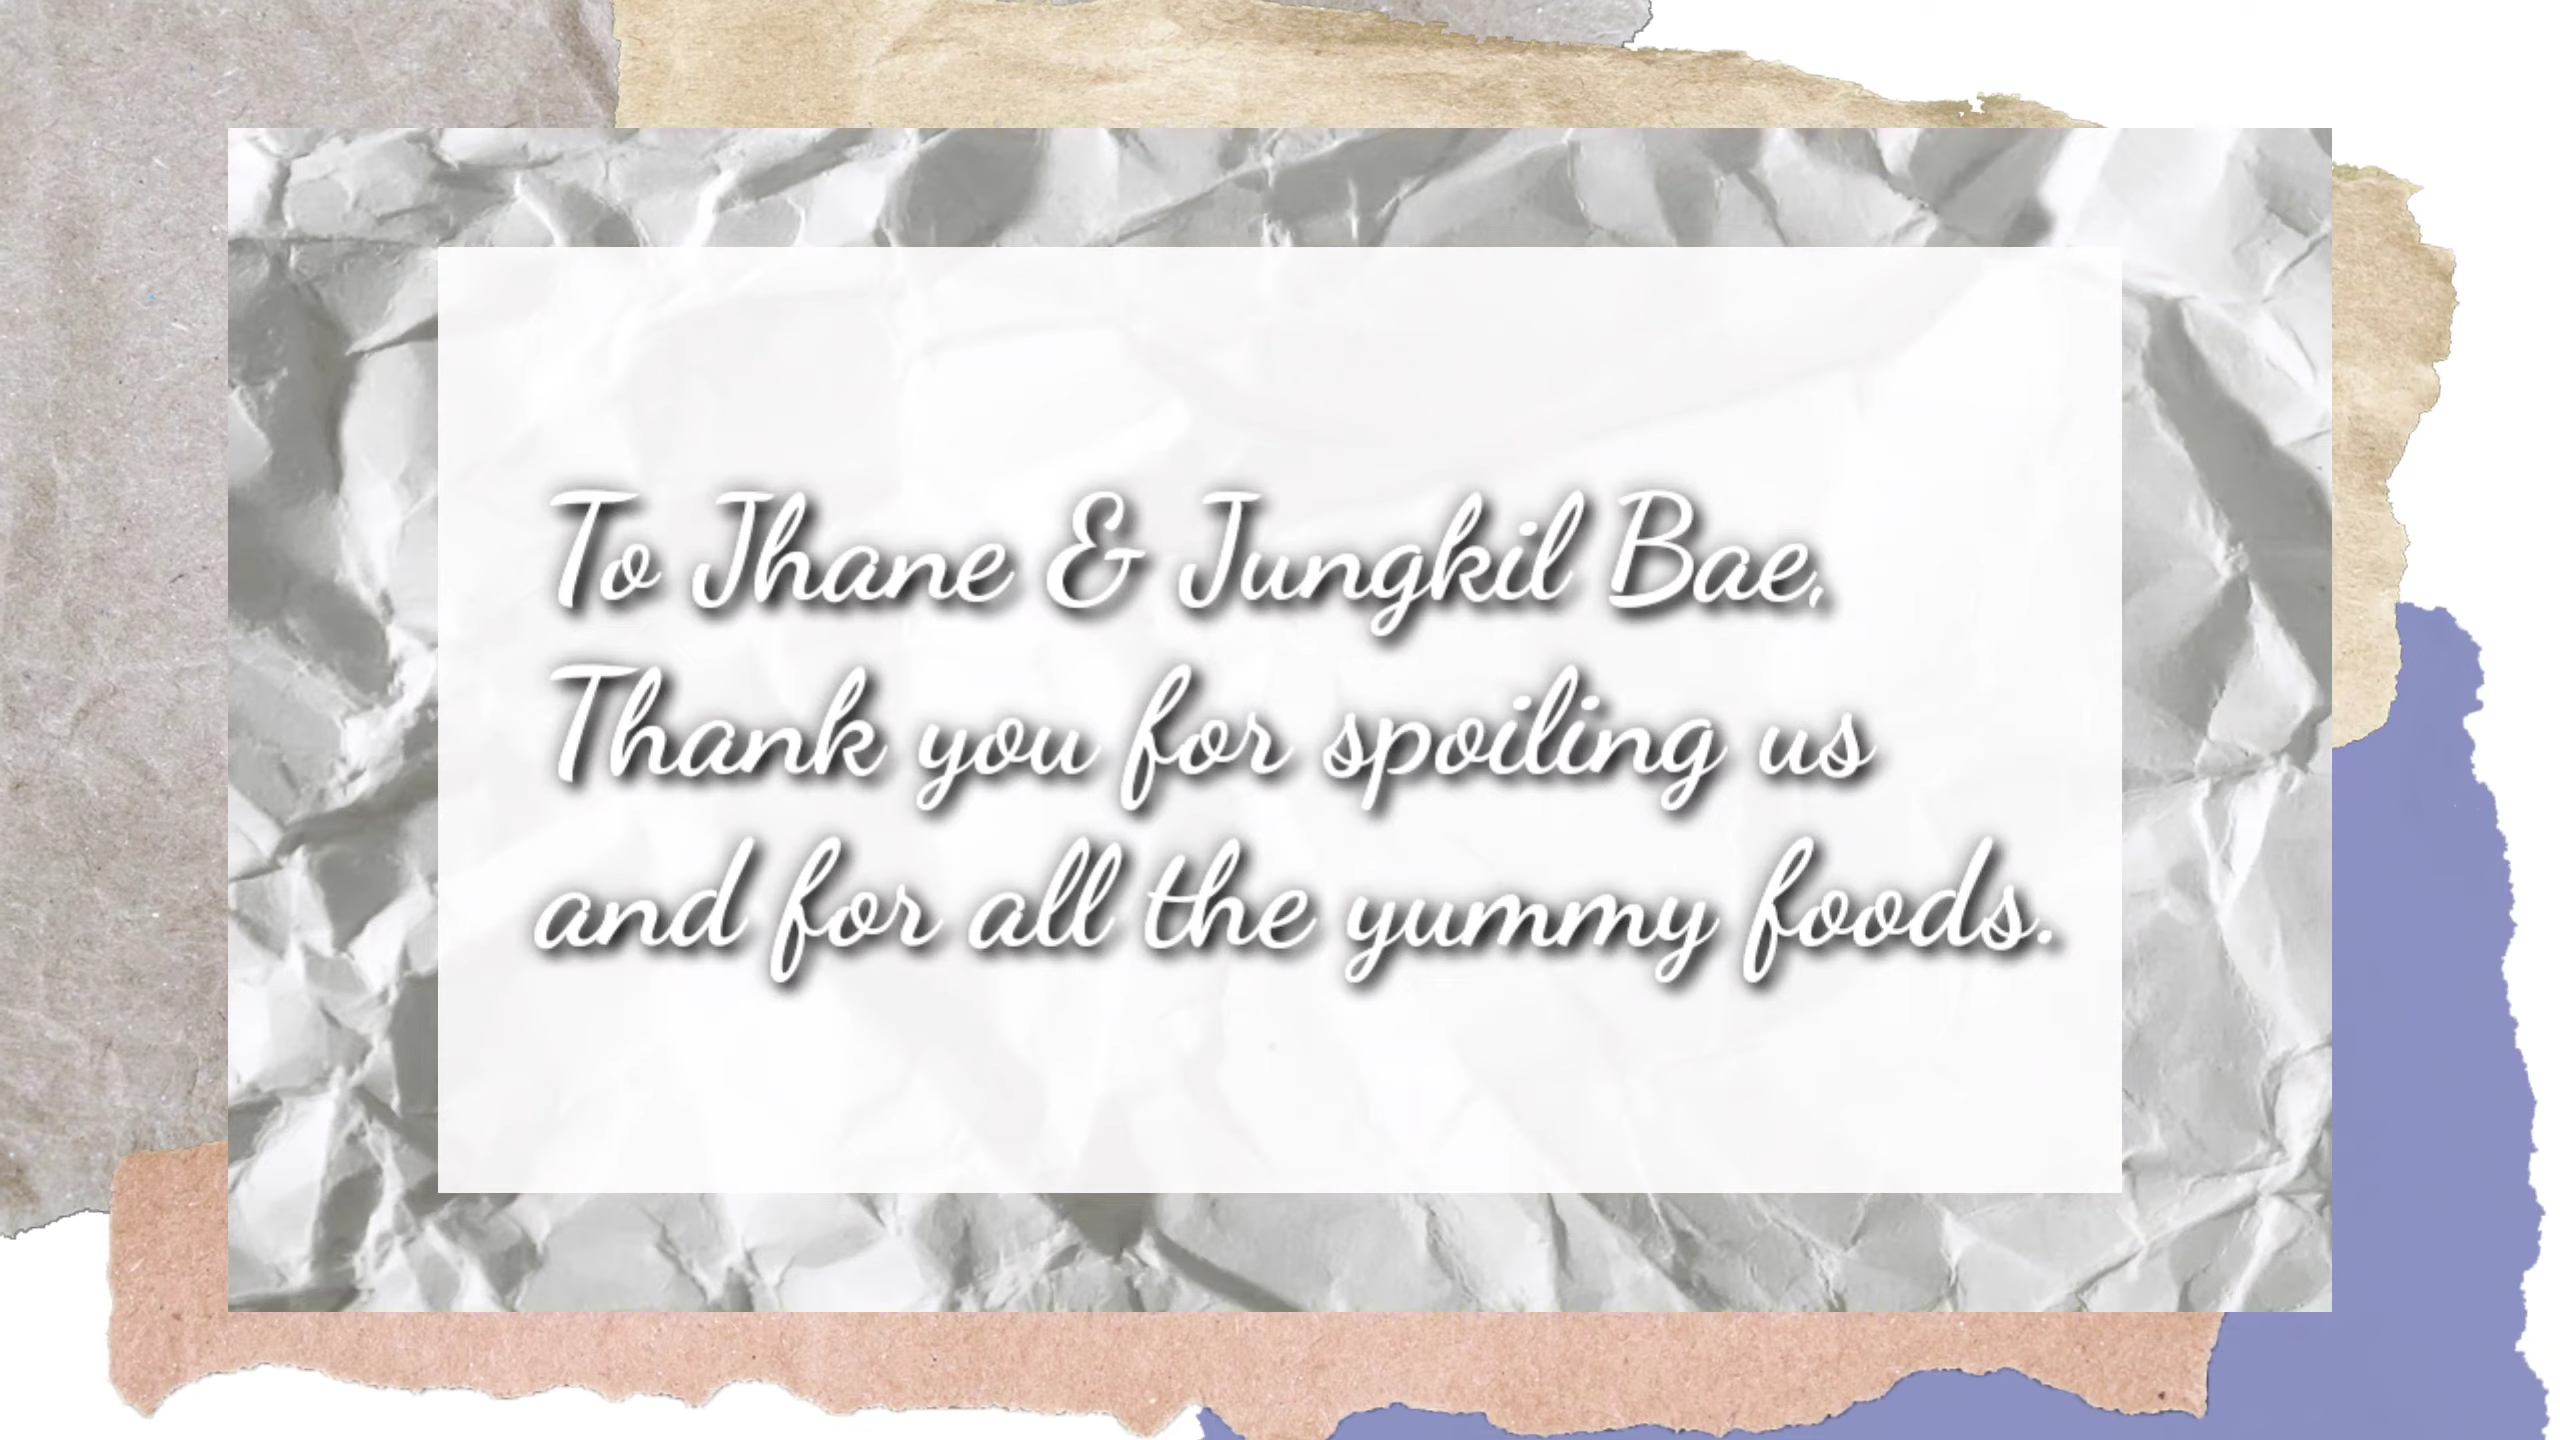 To Jhane & Jungkil Bae,
Thank you for spoiling us
and for all the yummy foods.